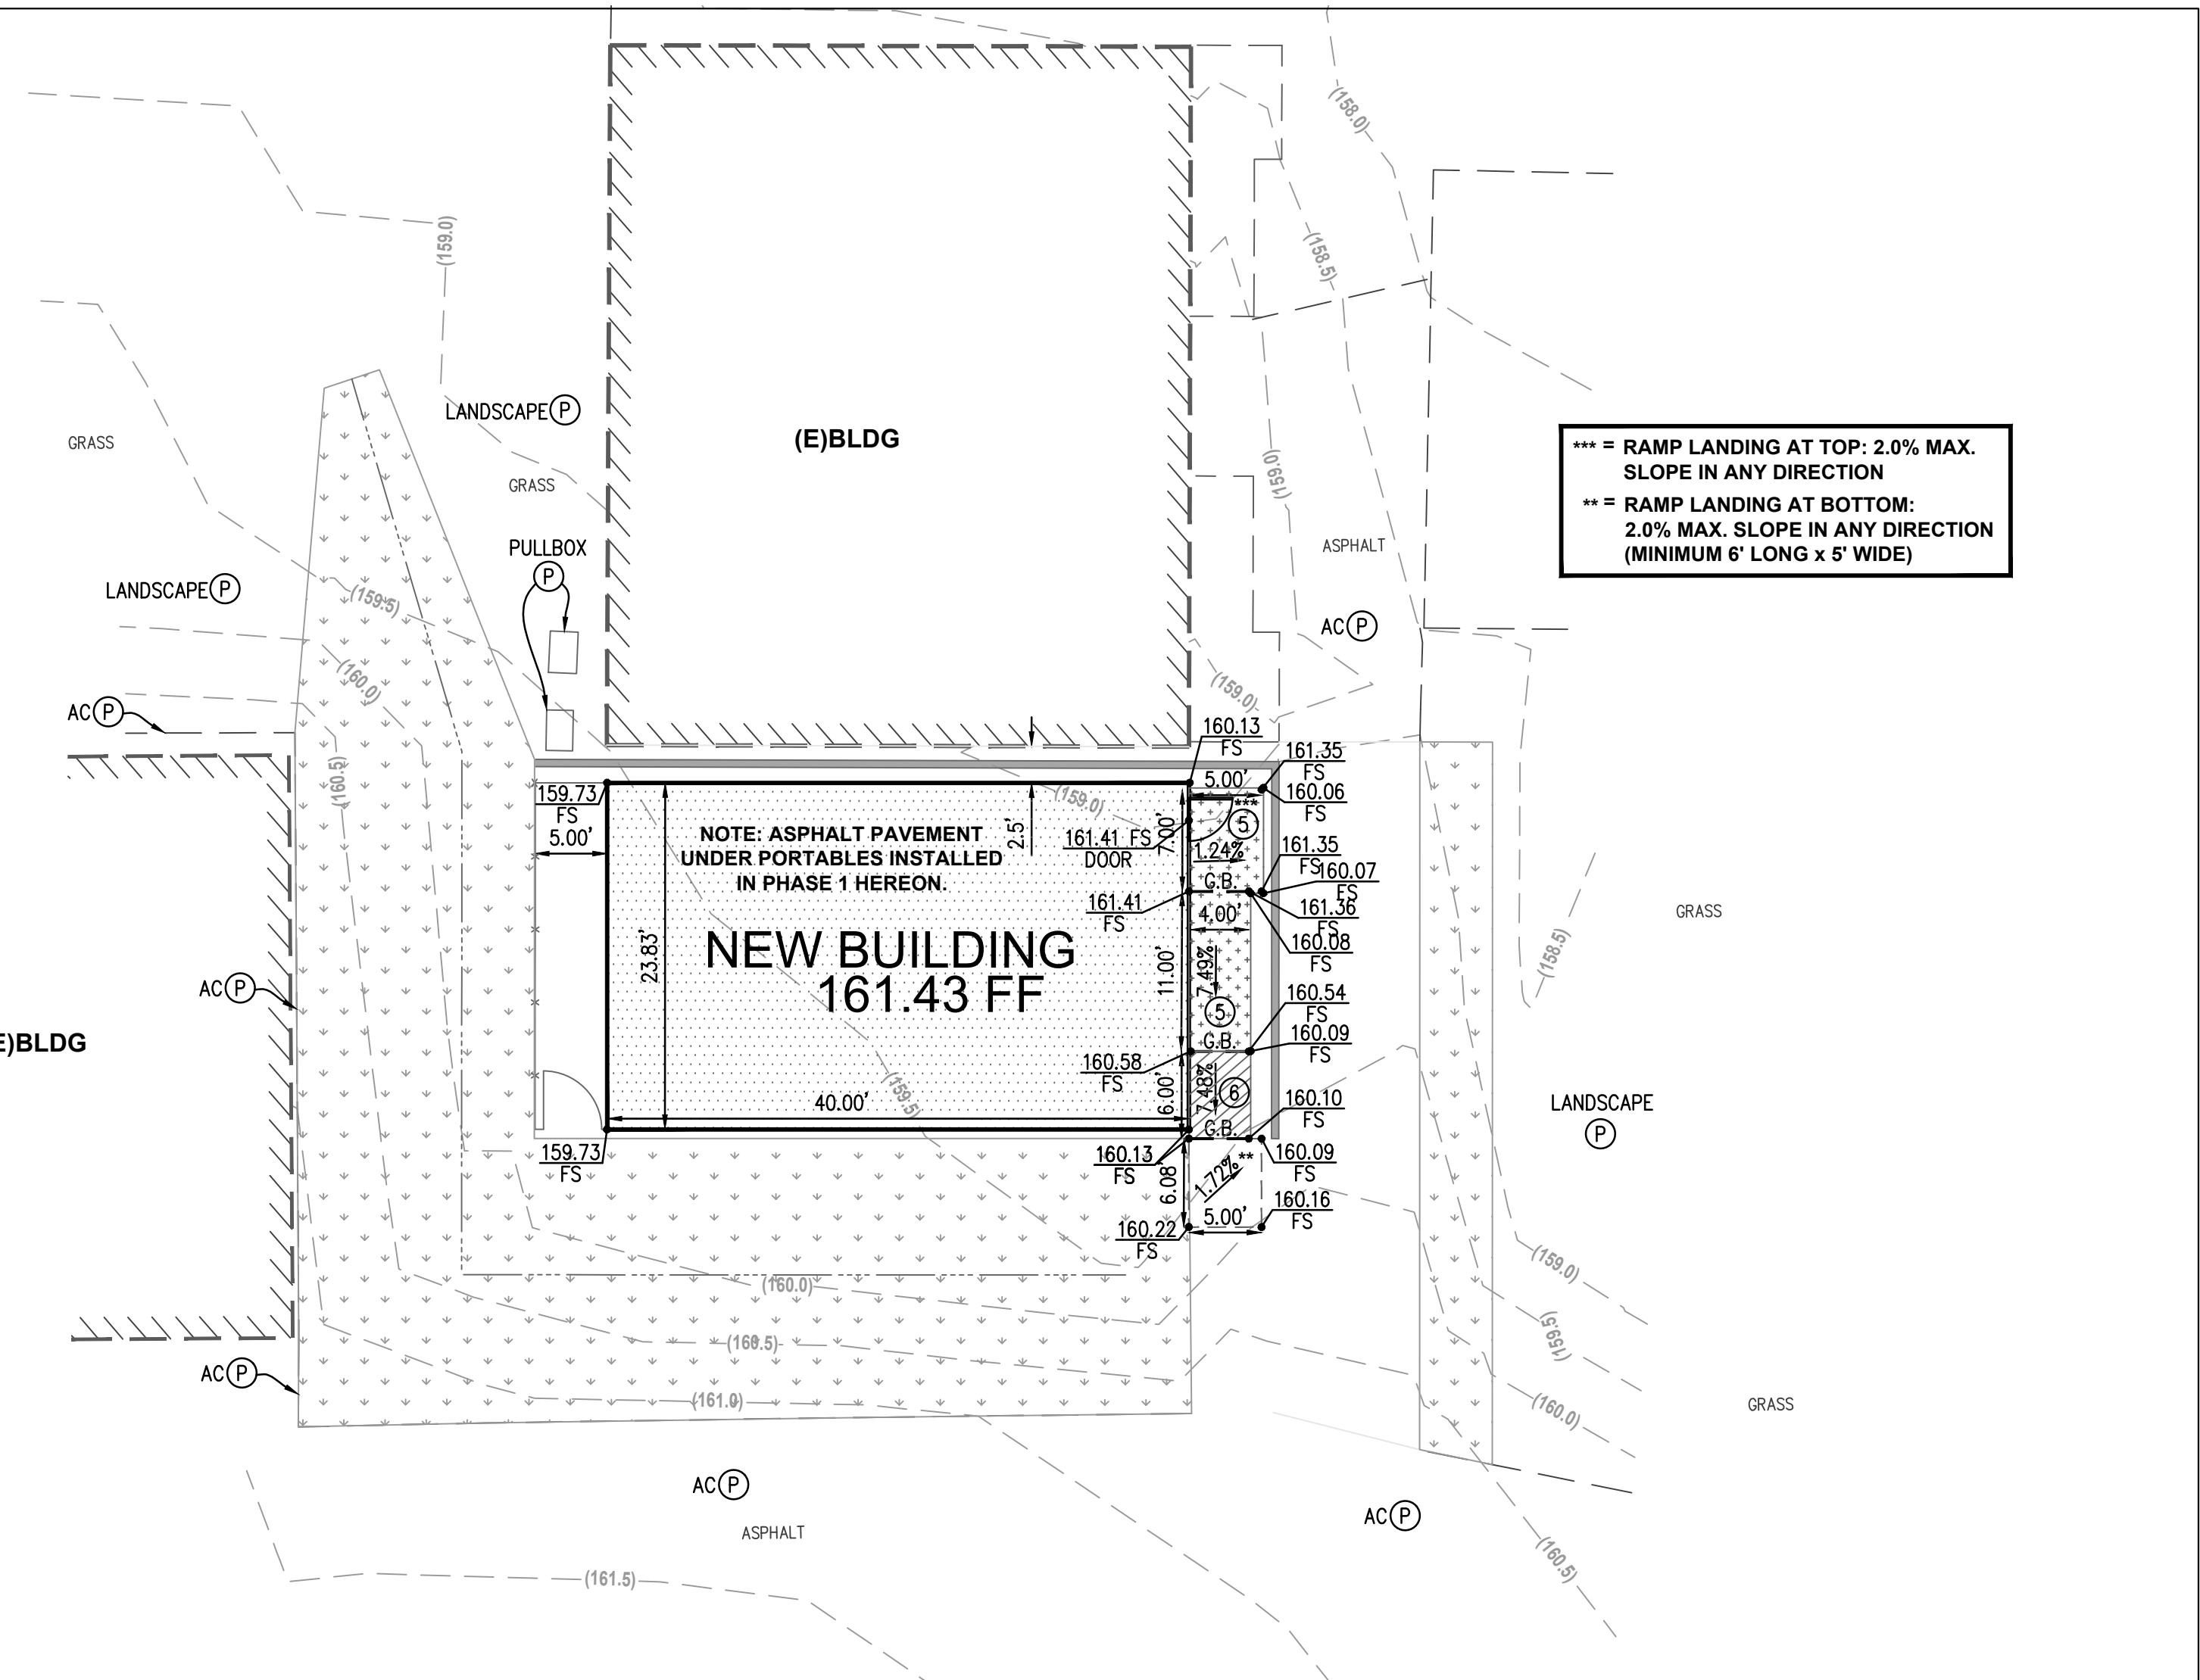 (158.0)
(159.0)
(158.5)
LANDSCAPE P
(E)BLDG
GRASS
*** = RAMP LANDING AT TOP: 2.0% MAX.
SLOPE IN ANY DIRECTION
** = RAMP LANDING AT BOTTOM:
2.0% MAX. SLOPE IN ANY DIRECTION
(MINIMUM 6' LONG x 5' WIDE)
(159.0)
GRASS
PULLBOX
P
ASPHALT
LANDSCAPE P
(159.5)
AC P
(160.0)
(159.0)
AC P
160.13
FS
161.35
FS
(160.5)
5.00'
160.06
FS
159.73
FS
(159.0)
***
5
5.00'
NOTE: ASPHALT PAVEMENT
UNDER PORTABLES INSTALLED
IN PHASE 1 HEREON.
2.5'
161.41 FS
DOOR
7.00'
1.24%
161.35
FS
160.07
FS
G.B.
161.41
FS
161.36
FS
4.00'
GRASS
23.83'
NEW BUILDING
161.43 FF
11.00'
7.49%
160.08
FS
(158.5)
AC P
5
160.54
FS
E)BLDG
G.B.
160.09
FS
160.58
FS
(159.5)
6.00'
7.48%
6
40.00'
160.10
FS
LANDSCAPE
P
G.B.
159.73
FS
160.13
FS
**
160.09
FS
6.08'
1.72%
160.22
FS
5.00'
160.16
FS
(160.0)
(159.0)
(160.5)
(159.5)
AC P
(161.0)
(160.0)
GRASS
AC P
ASPHALT
AC P
(160.5)
(161.5)